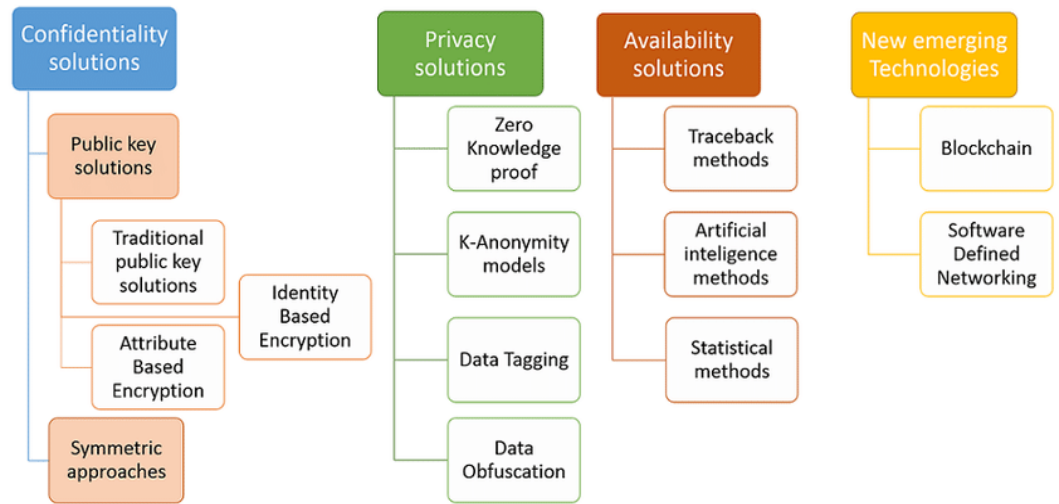 Confidentiality
solutions
Public key
solutions
Traditional
public key
solutions
Identity
Based
Encryption
Attribute
Based
Encryption
Symmetric
approaches
Privacy
solutions
Zero
Knowledge
proof
K-Anonymity
models
Data Tagging
Data
Obfuscation
Availability
solutions
Traceback
methods
Artificial
inteligence
methods
Statistical
methods
New emerging
Technologies
Blockchain
Software
Defined
Networking